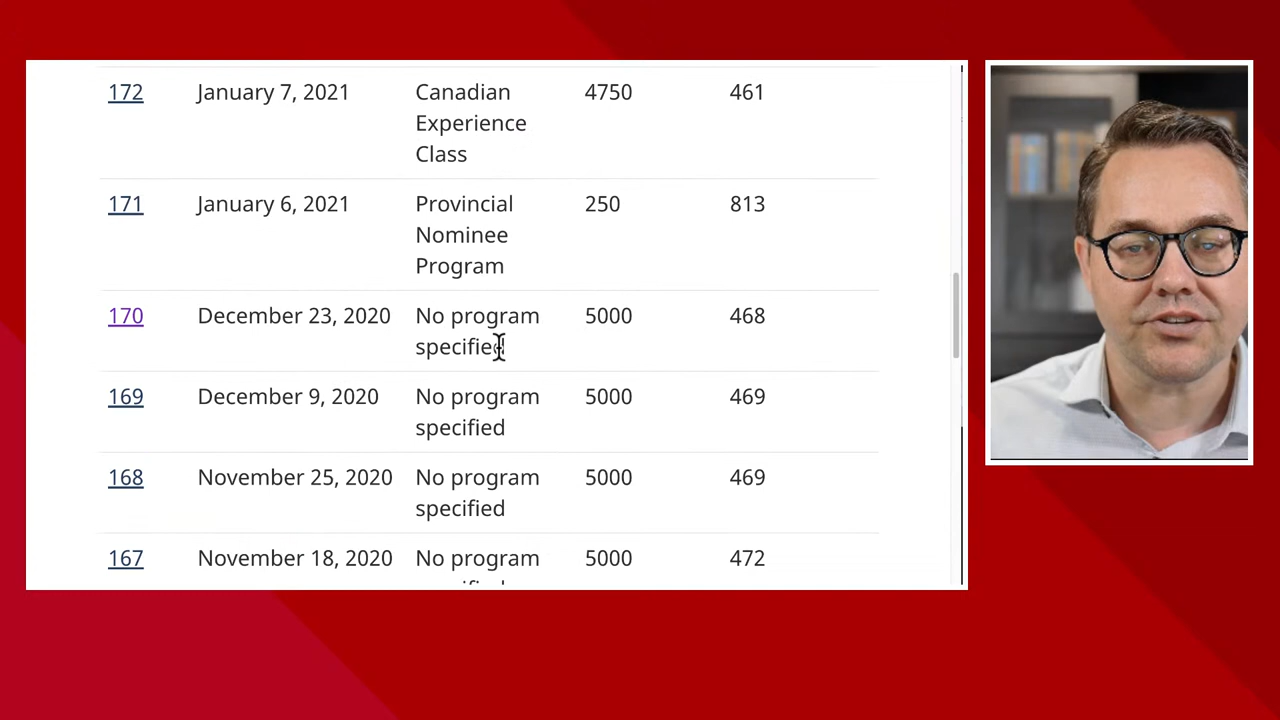 172 January 7, 2021 Canadian 4750 461
Experience
Class
171 January 6, 2021 Provincial 250 813
Nominee
Program
170 December 23, 2020 No program 5000 468
specified
169 December 9, 2020 No program 5000 469
specified
168 November 25, 2020 No program 5000 469
specified
167 November 18, 2020 No program 5000 472